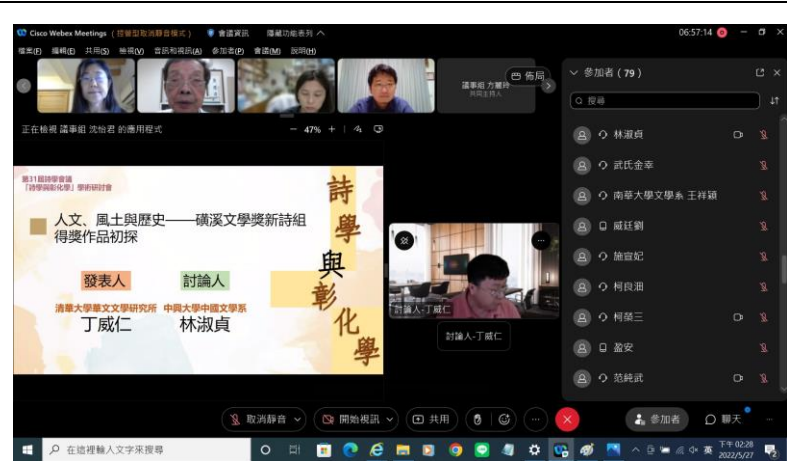 Cisco Webex Meetings （按暫型取消靜音模式） 會議資訊 隱藏功能表列 06:57:14
檔案(F) 編輯(E) 共用(S) 檢視(V) 音訊和視訊(A) 參加者(P) 會議(M) 說明(H)
議事組 方麗玲
共同主持人
佈局
正在檢視 議事組 沈怡君 的應用程式
47%
參加者 ( 79 )
搜尋
林淑貞
武氏金幸
南華大學文學系 王祥穎
威廷劉
施宣妃
柯良沺
柯榮三
盈安
范純武
第31屆詩學會議
「詩學與彰化學」學術研討會
人文、風土與歷史——磺溪文學獎新詩組
得獎作品初探
發表人 討論人
清華大學華文文學研究所 中興大學中國文學系
丁威仁 林淑貞
詩學與彰化學
討論人-丁威仁
討論人-丁威仁
取消靜音 開始視訊 共用 參加者 聊天
在這裡輸入文字來搜尋
英
下午 02:28
2022/5/27